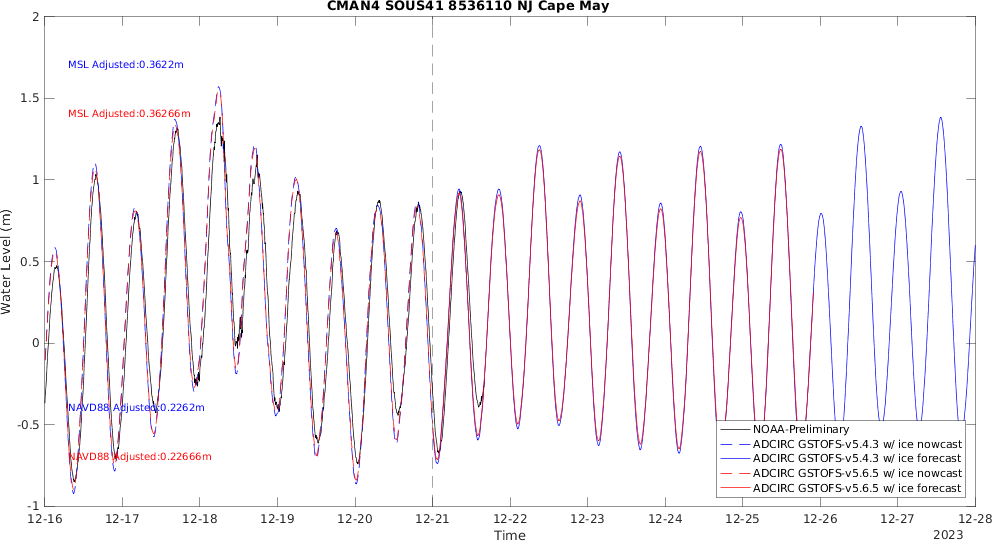 CMAN4 SOUS41 8536110 NJ Cape May
2
1.5
1
0.5
0
-0.5
-1
Water Level (m)
MSL Adjusted:0.3622m
MSL Adjusted:0.36266m
NAVD88 Adjusted:0.2262m
NAVD88 Adjusted:0.22666m
NOAA-Preliminary
ADCIRC GSTOFS-v5.4.3 w/ ice nowcast
ADCIRC GSTOFS-v5.4.3 w/ ice forecast
ADCIRC GSTOFS-v5.6.5 w/ ice nowcast
ADCIRC GSTOFS-v5.6.5 w/ ice forecast
12-16 12-17 12-18 12-19 12-20 12-21 12-22 12-23 12-24 12-25 12-26 12-27 12-28
Time
2023